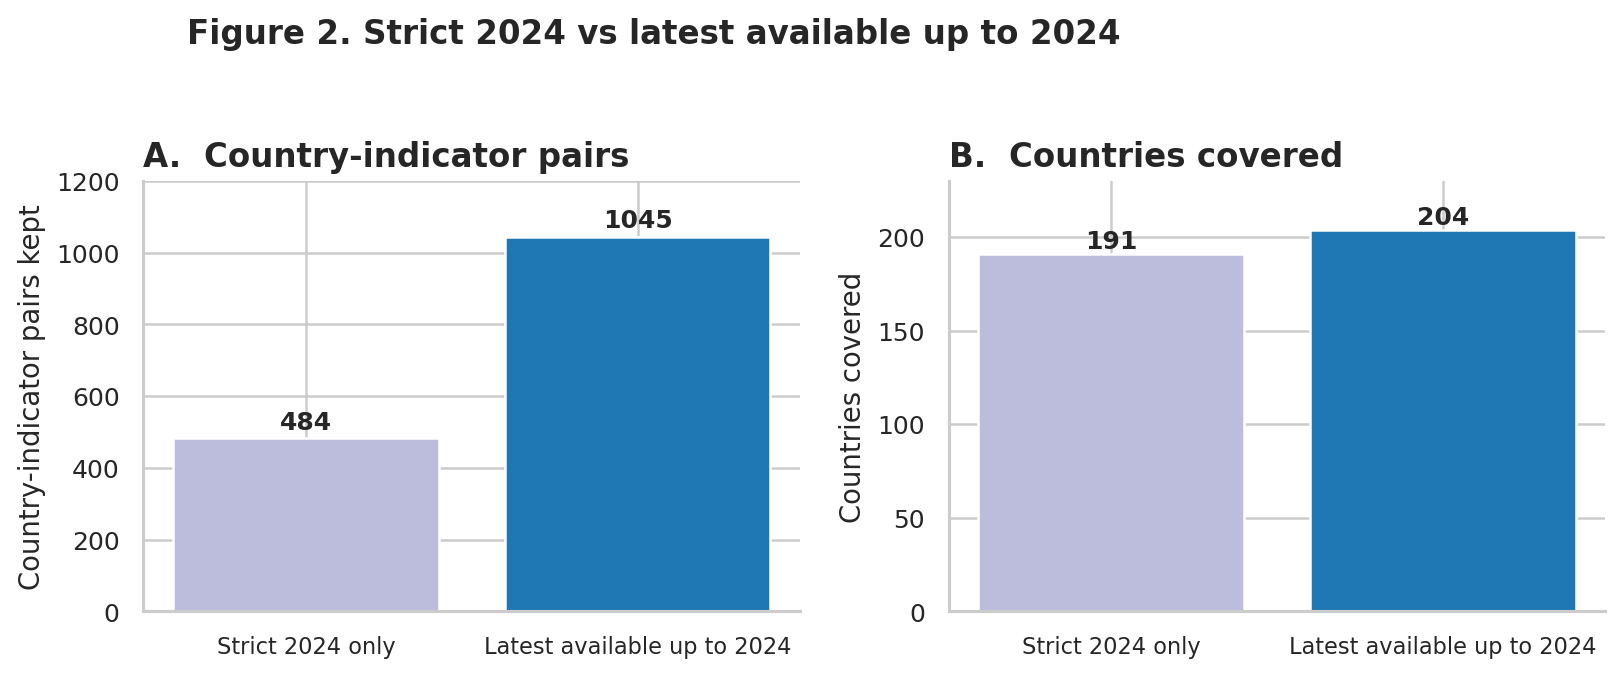 Figure 2. Strict 2024 vs latest available up to 2024
A.  Country-indicator pairs
Country-indicator pairs kept
1200
1000
800
600
400
200
0
484
1045
Strict 2024 only
Latest available up to 2024
B.  Countries covered
Countries covered
200
150
100
50
0
191
204
Strict 2024 only
Latest available up to 2024